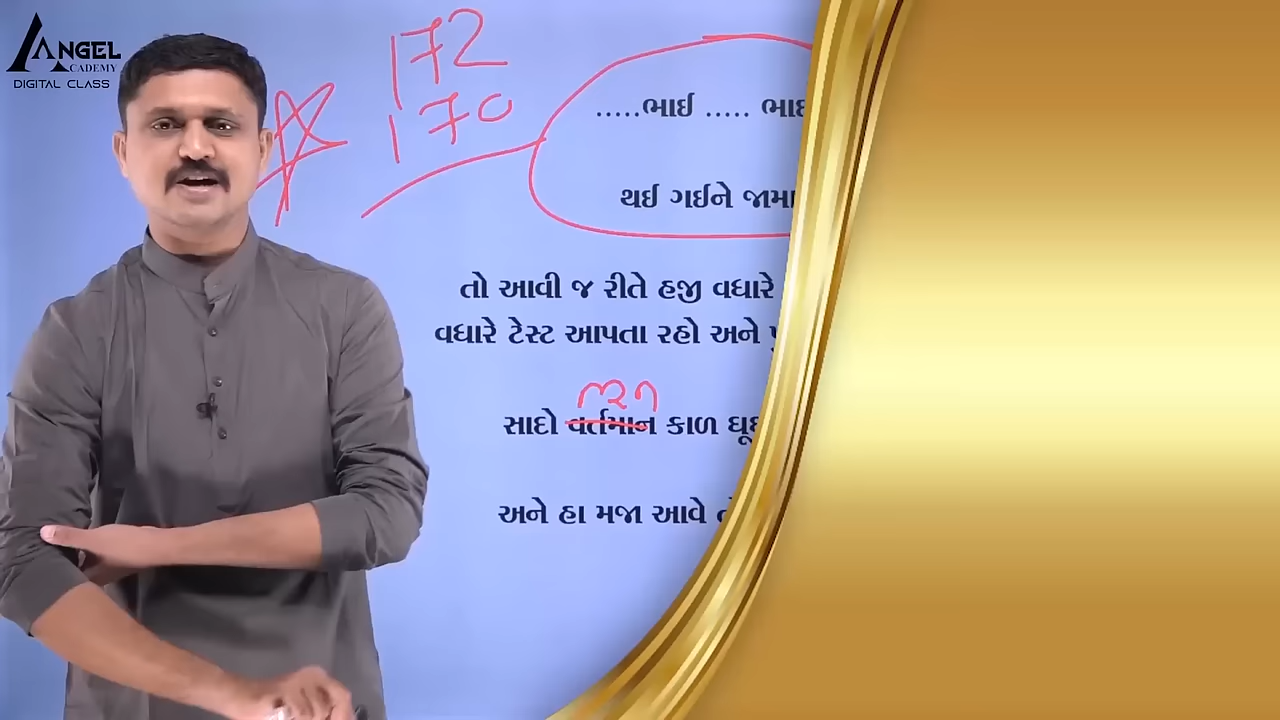 ANGEL
ACADEMY
DIGITAL CLASS
172
170
.....ભાઈ ..... ભાઇ
થઈ ગઈને જામા
તો આવી જ રીતે હજી વધારે
વધારે ટેસ્ટ આપતા રહો અને
સાદો વર્તમાન કાળ
અને હા મજા આવે